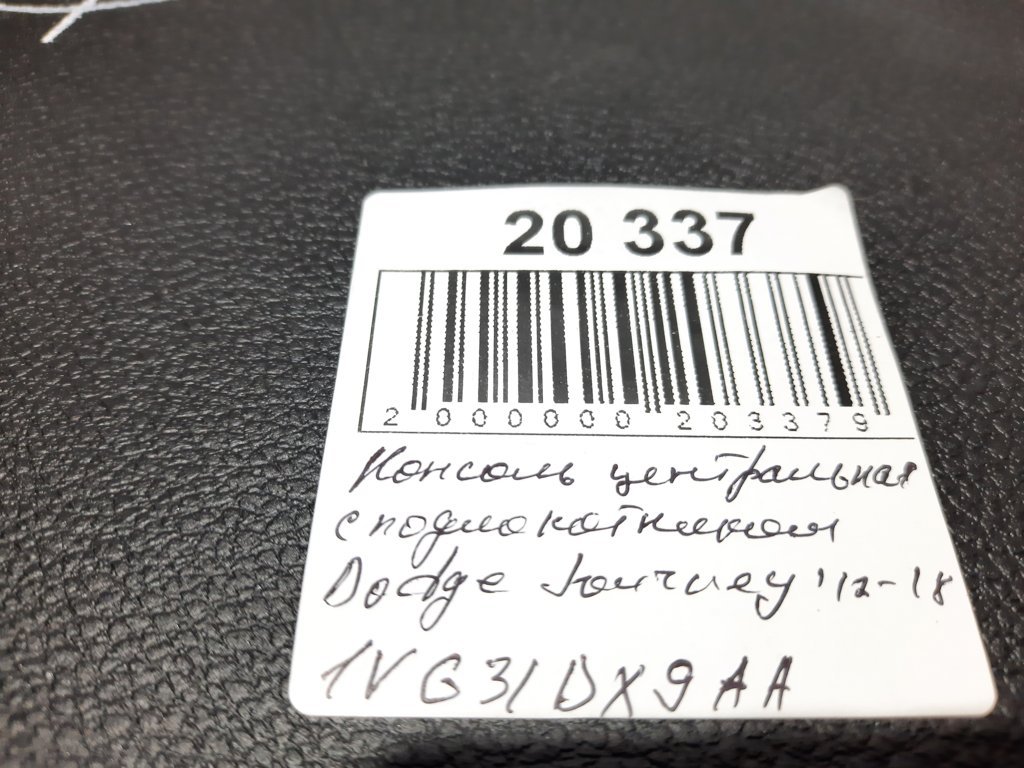 20 337
2 000000 203379
Консоль центральная
с подлокотником
Dodge Journey '12-18
1VG31DX9AA